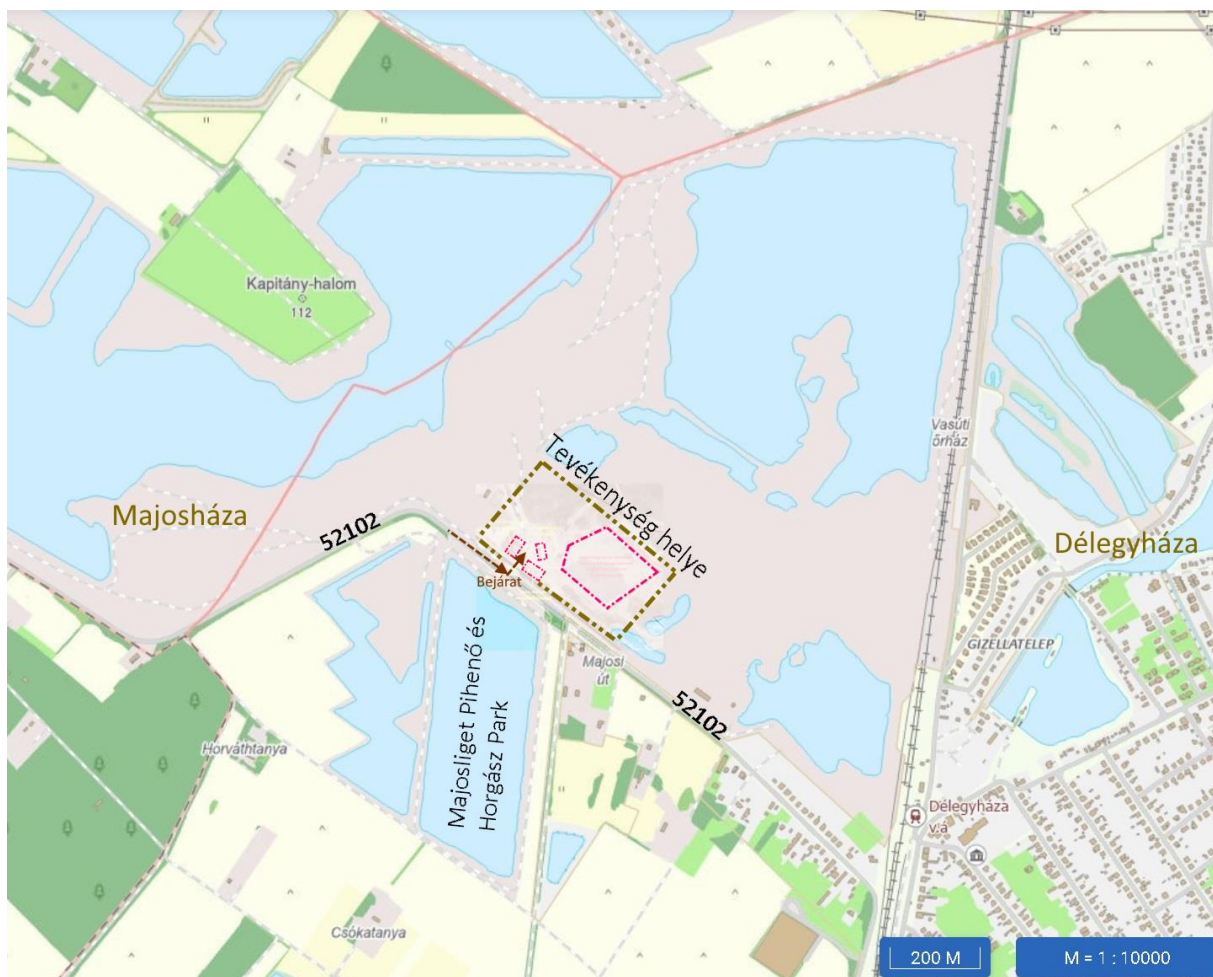 Kapitány-halom
112
Vasúti
őrház
Tevékenység helye
Majosháza
52102
Délegyháza
Bejárat
GIZELLATELEP
Majosi
út
52102
Majosliget Pihenő és
Horgász Park
Horváthtanya
Délegyháza
v.á
Csókatanya
200 M
M = 1 : 10000